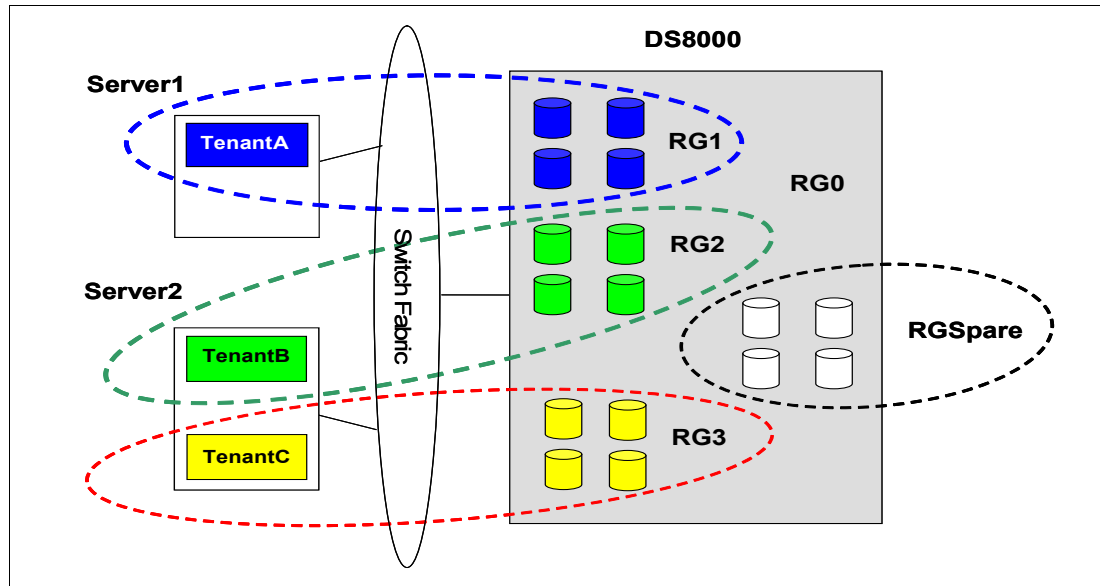 DS8000
Server1
TenantA
RG1
RG0
Switch Fabric
RG2
Server2
RGSpare
TenantB
RG3
TenantC